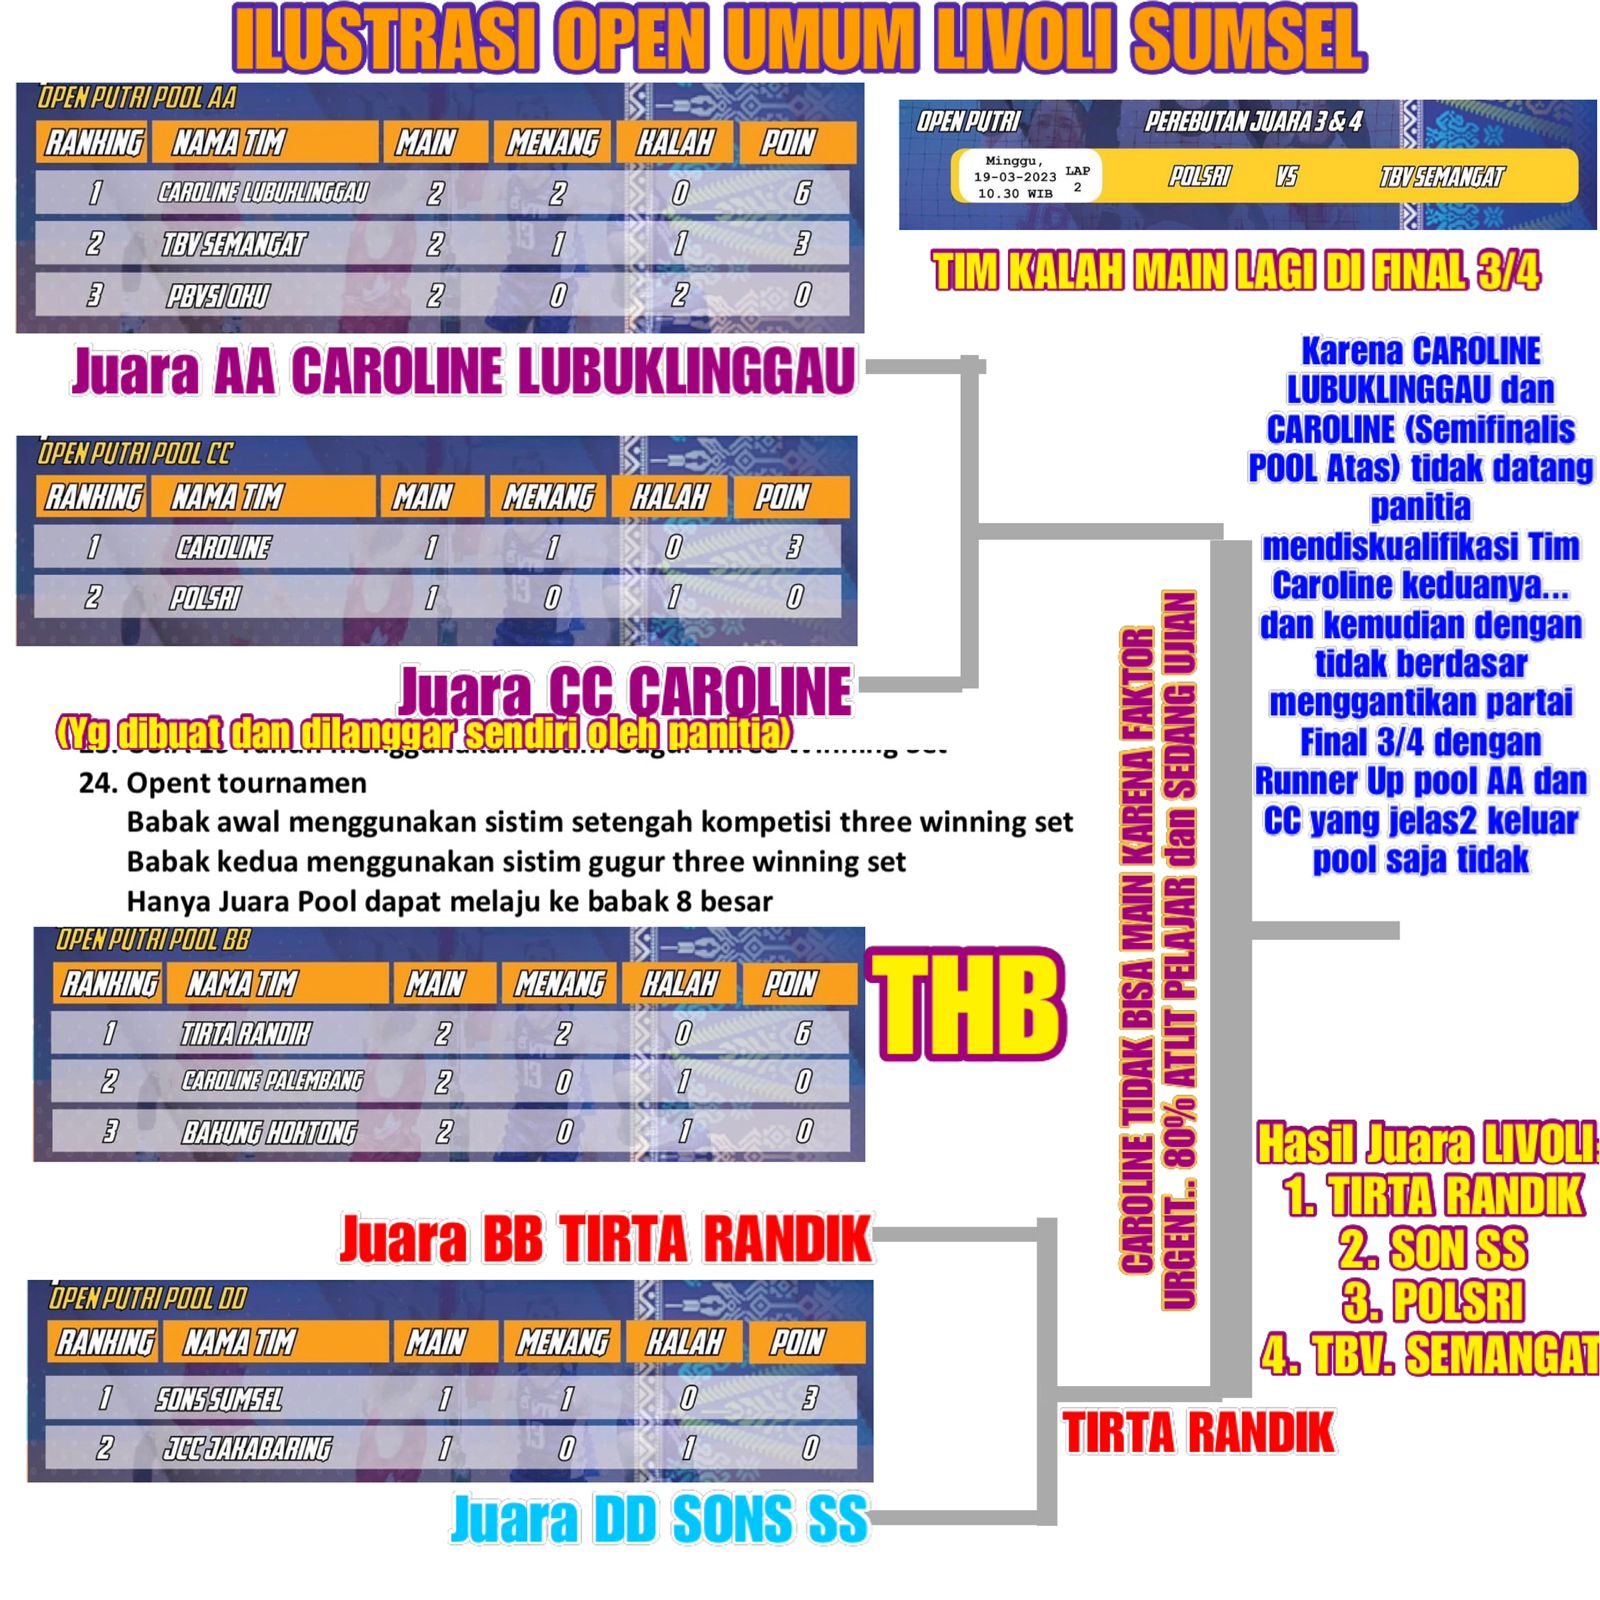 ILUSTRASI OPEN UMUM LIVOLI SUMSEL
OPEN PUTRI POOL AA
RANKING NAMA TIM MAIN MENANG KALAH POIN
1 CAROLINE LUBUKLINGGAU 2 2 0 6
2 TBV SEMANGAT 2 1 1 3
3 PBVSI OKU 2 0 2 0
Juara AA CAROLINE LUBUKLINGGAU
OPEN PUTRI POOL CC
RANKING NAMA TIM MAIN MENANG KALAH POIN
1 CAROLINE 1 1 0 3
2 POLSRI 1 0 1 0
Juara CC CAROLINE
(Yg dibuat dan dilanggar sendiri oleh panitia)
24. Opent tournamen
Babak awal menggunakan sistim setengah kompetisi three winning set
Babak kedua menggunakan sistim gugur three winning set
Hanya Juara Pool dapat melaju ke babak 8 besar
OPEN PUTRI POOL BB
RANKING NAMA TIM MAIN MENANG KALAH POIN
1 TIRTA RANDIK 2 2 0 6
2 CAROLINE PALEMBANG 2 0 1 0
3 BAKUNG HOKTONG 2 0 1 0
THB
Juara BB TIRTA RANDIK
OPEN PUTRI POOL DD
RANKING NAMA TIM MAIN MENANG KALAH POIN
1 SONS SUMSEL 1 1 0 3
2 JCC JAKABARING 1 0 1 0
Juara DD SONS SS
TIRTA RANDIK
CAROLINE TIDAK BISA MAIN KARENA FAKTOR
URGENT.. 80% ATLIT PELAJAR dan SEDANG UJIAN
OPEN PUTRI PEREBUTAN JUARA 3 & 4
Minggu,
19-03-2023
10.30 WIB
LAP
2
POLSRI VS TBV SEMANGAT
TIM KALAH MAIN LAGI DI FINAL 3/4
Karena CAROLINE
LUBUKLINGGAU dan
CAROLINE (Semifinalis
POOL Atas) tidak datang
panitia
mendiskualifikasi Tim
Caroline keduanya...
dan kemudian dengan
tidak berdasar
menggantikan partai
Final 3/4 dengan
Runner Up pool AA dan
CC yang jelas2 keluar
pool saja tidak
Hasil Juara LIVOLI:
1. TIRTA RANDIK
2. SON SS
3. POLSRI
4. TBV. SEMANGAT